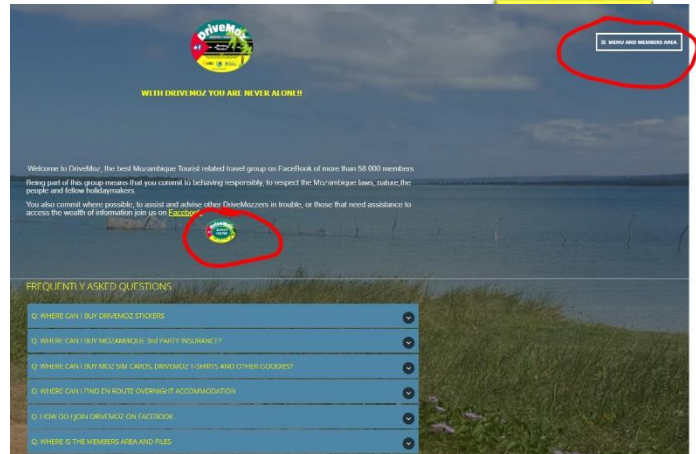 DriveMoz
≡ MENU AND MEMBERS AREA
WITH DRIVEMOZ YOU ARE NEVER ALONE!!
Welcome to DriveMoz, the best Mozambique Tourist related travel group on FaceBook of more than 58 000 members.
Being part of this group means that you commit to behaving responsibly, to respect the Mozambique laws, nature,the
people and fellow holidaymakers
You also commit where possible, to assist and advise other DriveMozzers in trouble, or those that need assistance to
access the wealth of information join us on Facebook
DriveMoz
FREQUENTLY ASKED QUESTIONS
Q: WHERE CAN I BUY DRIVEMOZ STICKERS
Q: WHERE CAN I BUY MOZAMBIQUE 3rd PARTY INSURANCE?
Q: WHERE CAN I BUY MOZ SIM CARDS, DRIVEMOZ T-SHIRTS AND OTHER GOODIES?
Q: WHERE CAN I FIND EN ROUTE OVERNIGHT ACCOMMODATION
Q: HOW DO I JOIN DRIVEMOZ ON FACEBOOK
Q: WHERE IS THE MEMBERS AREA AND FILES